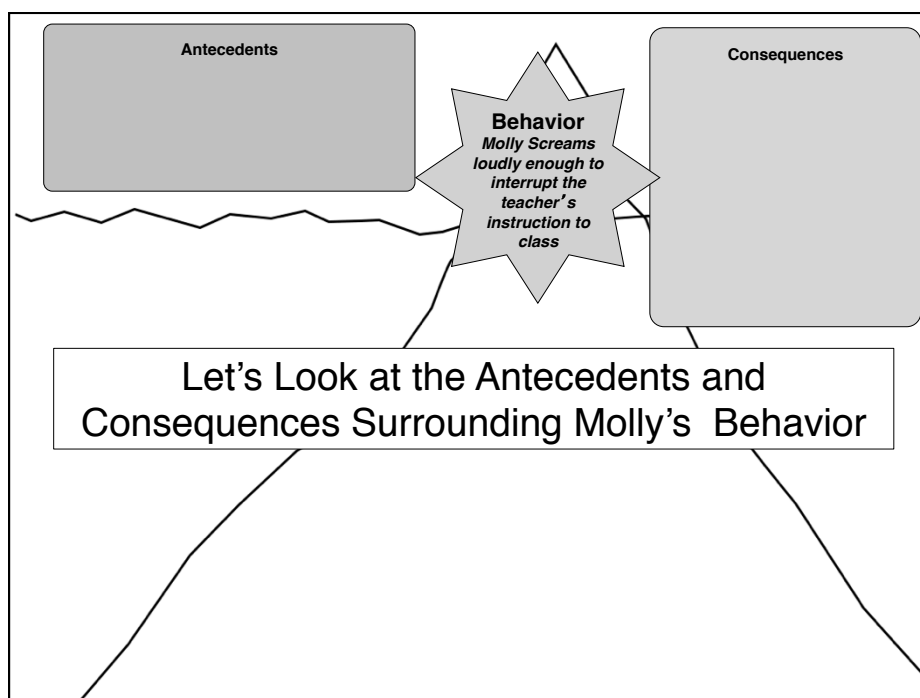 Antecedents
Behavior
Molly Screams
loudly enough to
interrupt the
teacher’s
instruction to
class
Consequences
Let’s Look at the Antecedents and
Consequences Surrounding Molly’s  Behavior